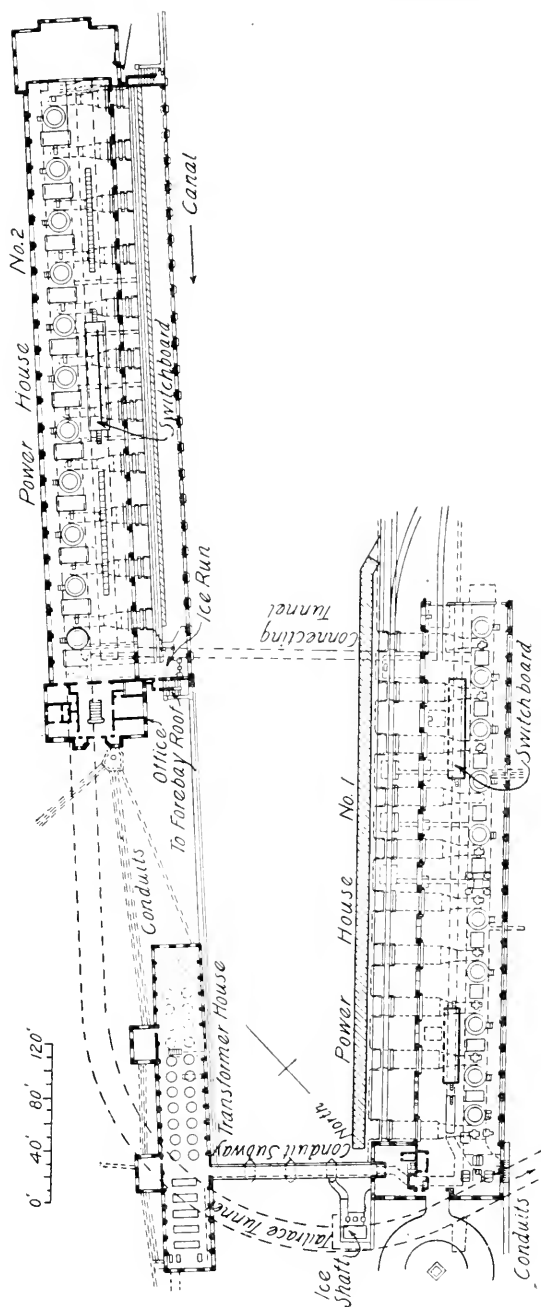 Power House No.2
Canal
Switchboard
Ice Run
Office
To Forebay Roof
Connecting
Tunnel
Conduits
Transformer House
0' 40' 80' 120'
North
Conduit Subway
Tailrace Tunnel
Ice
Shaft
Power House No.1
Switchboard
Conduits